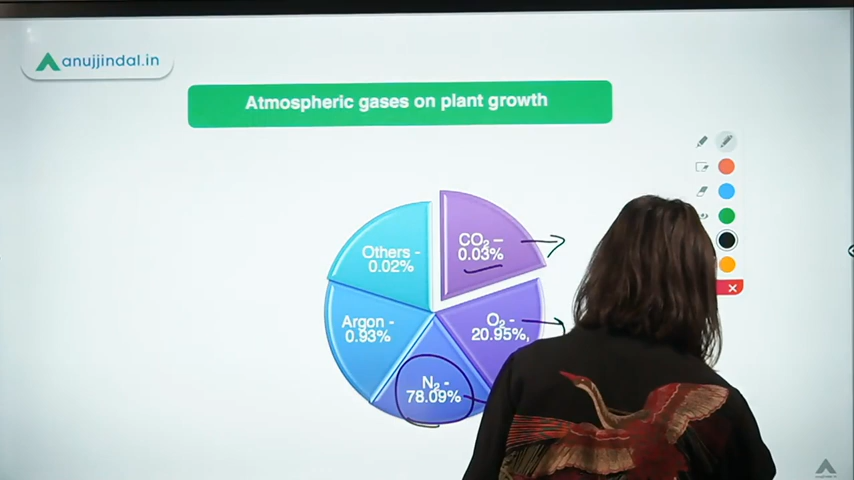 anujjindal.in
Atmospheric gases on plant growth
CO2 –
0.03%
Others -
0.02%
O2 -
20.95%,
Argon -
0.93%
N2 -
78.09%